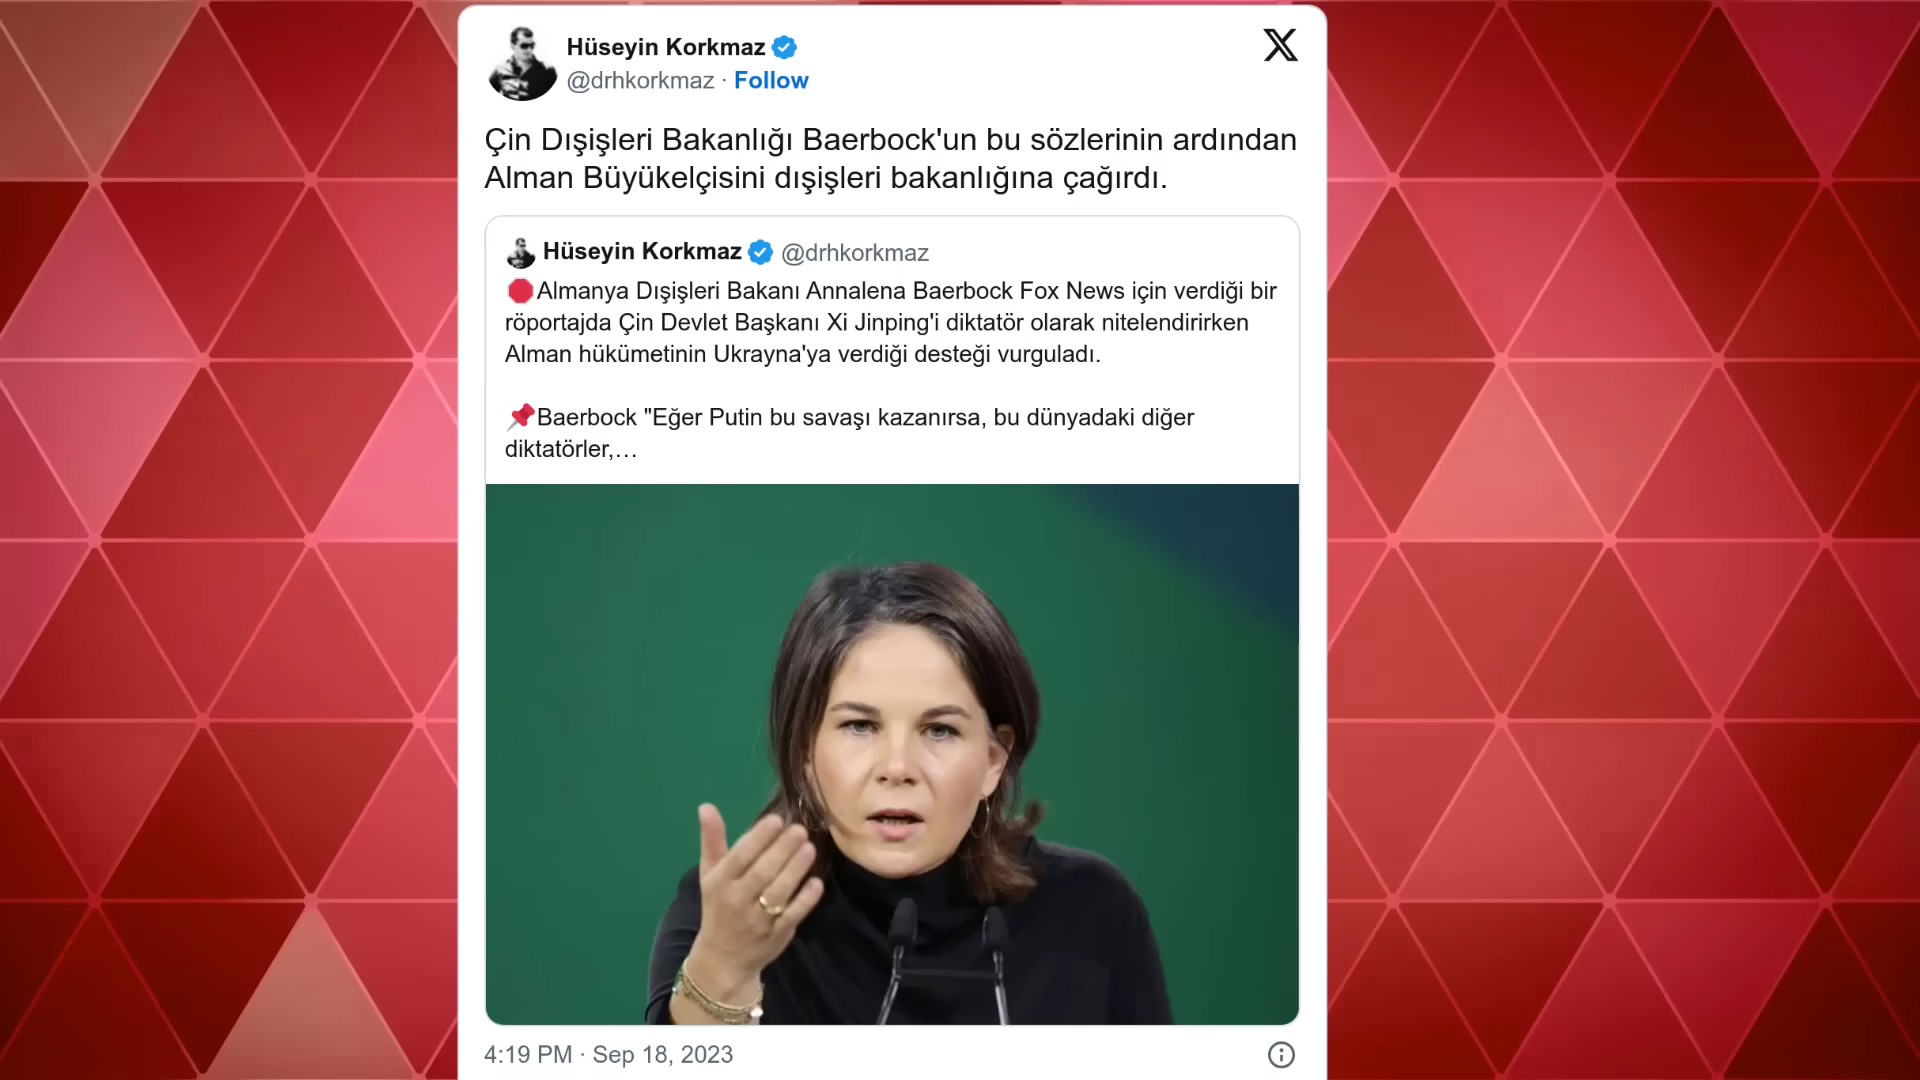 Hüseyin Korkmaz
@drhkorkmaz · Follow
Çin Dışişleri Bakanlığı Baerbock'un bu sözlerinin ardından
Alman Büyükelçisini dışişleri bakanlığına çağırdı.
Hüseyin Korkmaz @drhkorkmaz
Almanya Dışişleri Bakanı Annalena Baerbock Fox News için verdiği bir
röportajda Çin Devlet Başkanı Xi Jinping'i diktatör olarak nitelendirirken
Alman hükümetinin Ukrayna'ya verdiği desteği vurguladı.
Baerbock "Eğer Putin bu savaşı kazanırsa, bu dünyadaki diğer
diktatörler,…
4:19 PM · Sep 18, 2023